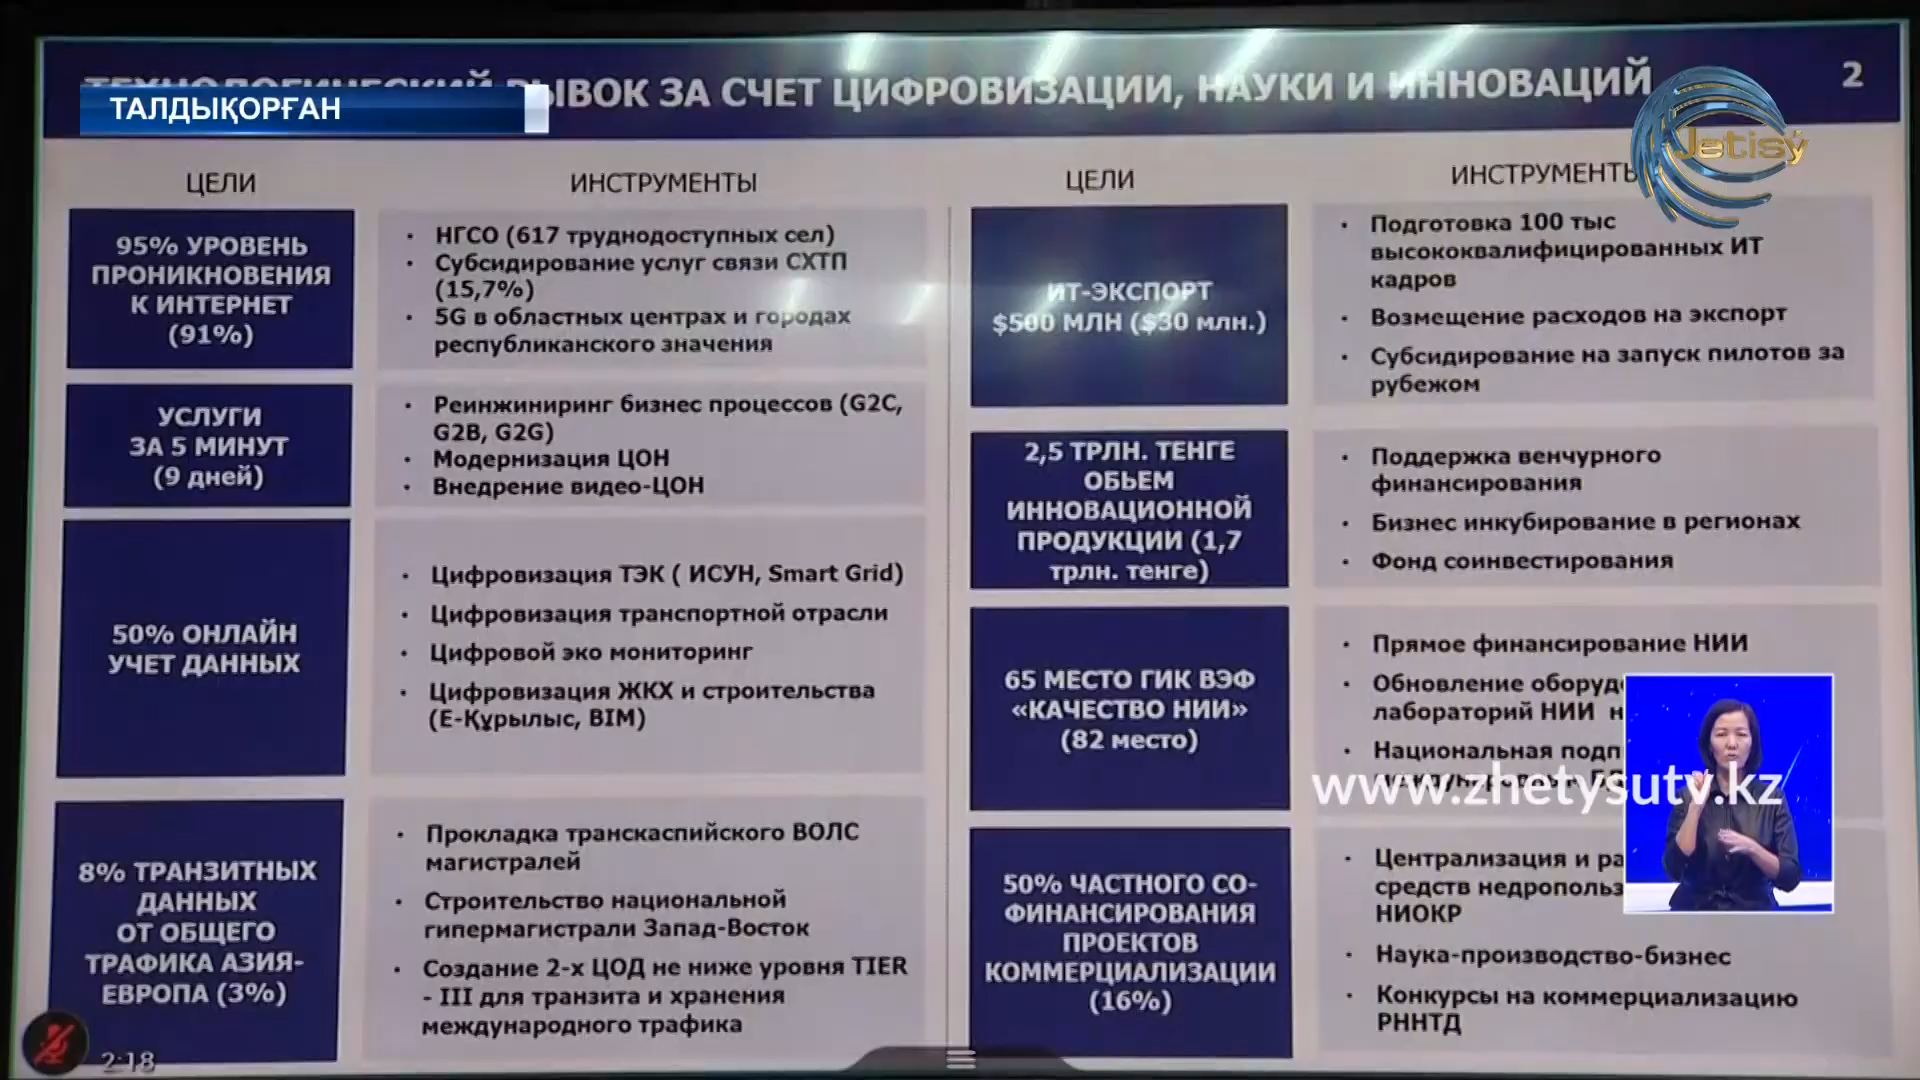 ТЕХНОЛОГИЧЕСКИЙ РЫВОК ЗА СЧЕТ ЦИФРОВИЗАЦИИ, НАУКИ И ИННОВАЦИЙ
2
ТАЛДЫҚОРҒАН
Jetisý
ЦЕЛИ
ИНСТРУМЕНТЫ
95% УРОВЕНЬ
ПРОНИКНОВЕНИЯ
К ИНТЕРНЕТ
(91%)
• НГСО (617 труднодоступных сел)
• Субсидирование услуг связи СХТП
(15,7%)
• 5G в областных центрах и городах
республиканского значения
УСЛУГИ
ЗА 5 МИНУТ
(9 дней)
• Реинжиниринг бизнес процессов (G2C,
G2B, G2G)
• Модернизация ЦОН
• Внедрение видео-ЦОН
50% ОНЛАЙН
УЧЕТ ДАННЫХ
• Цифровизация ТЭК ( ИСУН, Smart Grid)
• Цифровизация транспортной отрасли
• Цифровой эко мониторинг
• Цифровизация ЖКХ и строительства
(Е-Құрылыс, BIM)
8% ТРАНЗИТНЫХ
ДАННЫХ
ОТ ОБЩЕГО
ТРАФИКА АЗИЯ-
ЕВРОПА (3%)
• Прокладка транскаспийского ВОЛС
магистралей
• Строительство национальной
гипермагистрали Запад-Восток
• Создание 2-х ЦОД не ниже уровня TIER
- III для транзита и хранения
международного трафика
ЦЕЛИ
ИНСТРУМЕНТЫ
ИТ-ЭКСПОРТ
$500 МЛН ($30 млн.)
• Подготовка 100 тыс
высококвалифицированных ИТ
кадров
• Возмещение расходов на экспорт
• Субсидирование на запуск пилотов за
рубежом
2,5 ТРЛН. ТЕНГЕ
ОБЬЕМ
ИННОВАЦИОННОЙ
ПРОДУКЦИИ (1,7
трлн. тенге)
• Поддержка венчурного
финансирования
• Бизнес инкубирование в регионах
• Фонд соинвестирования
65 МЕСТО ГИК ВЭФ
«КАЧЕСТВО НИИ»
(82 место)
• Прямое финансирование НИИ
• Обновление
лабораторий НИИ
• Национальная
www.zhetysutv.kz
50% ЧАСТНОГО СО-
ФИНАНСИРОВАНИЯ
ПРОЕКТОВ
КОММЕРЦИАЛИЗАЦИИ
(16%)
• Централизация и
средств
НИОКР
• Наука-производство-бизнес
• Конкурсы на коммерциализацию
РННТД
2:18